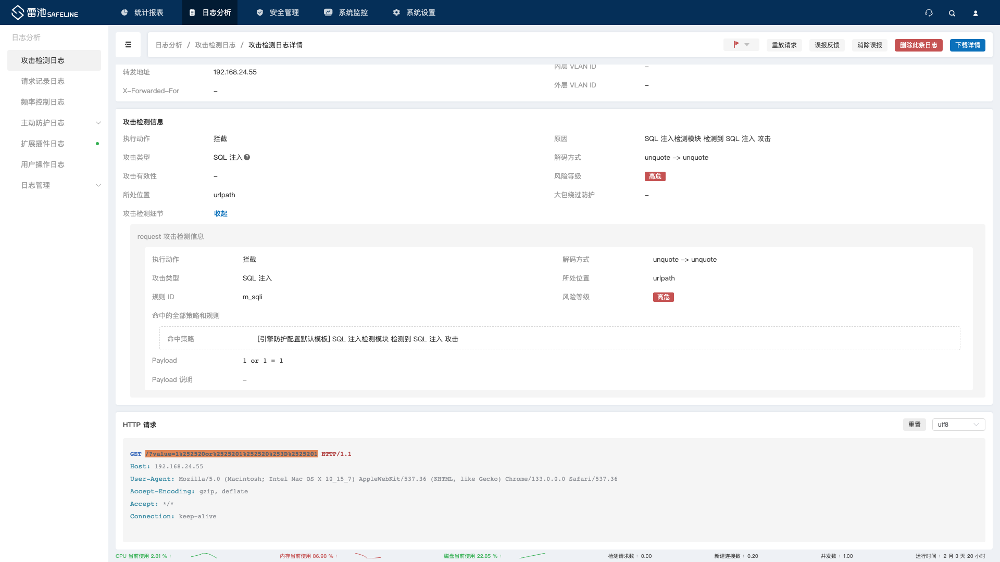 雷池 SAFELINE
统计报表
日志分析
安全管理
系统监控
系统设置
日志分析
攻击检测日志
请求记录日志
频率控制日志
主动防护日志
扩展插件日志
用户操作日志
日志管理
日志分析 / 攻击检测日志 / 攻击检测日志详情
重放请求
误报反馈
消除误报
删除此条日志
下载详情
转发地址 192.168.24.55
内层 VLAN ID –
X-Forwarded-For –
外层 VLAN ID –
攻击检测信息
执行动作 拦截
原因 SQL 注入检测模块 检测到 SQL 注入 攻击
攻击类型 SQL 注入
解码方式 unquote -> unquote
攻击有效性 –
风险等级 高危
所处位置 urlpath
大包绕过防护 –
攻击检测细节 收起
request 攻击检测信息
执行动作 拦截
解码方式 unquote -> unquote
攻击类型 SQL 注入
所处位置 urlpath
规则 ID m_sqli
风险等级 高危
命中的全部策略和规则
命中策略 [引擎防护配置默认模板] SQL 注入检测模块 检测到 SQL 注入 攻击
Payload 1 or 1 = 1
Payload 说明 –
HTTP 请求
重置
utf8
GET /?value=1%252520or%2525201%252520%253D%2525201 HTTP/1.1
Host: 192.168.24.55
User-Agent: Mozilla/5.0 (Macintosh; Intel Mac OS X 10_15_7) AppleWebKit/537.36 (KHTML, like Gecko) Chrome/133.0.0.0 Safari/537.36
Accept-Encoding: gzip, deflate
Accept: */*
Connection: keep-alive
CPU 当前使用 2.81 %：
内存当前使用 86.98 %：
磁盘当前使用 22.85 %：
检测请求数：0.00
新建连接数：0.20
并发数：1.00
运行时间：2 月 3 天 20 小时